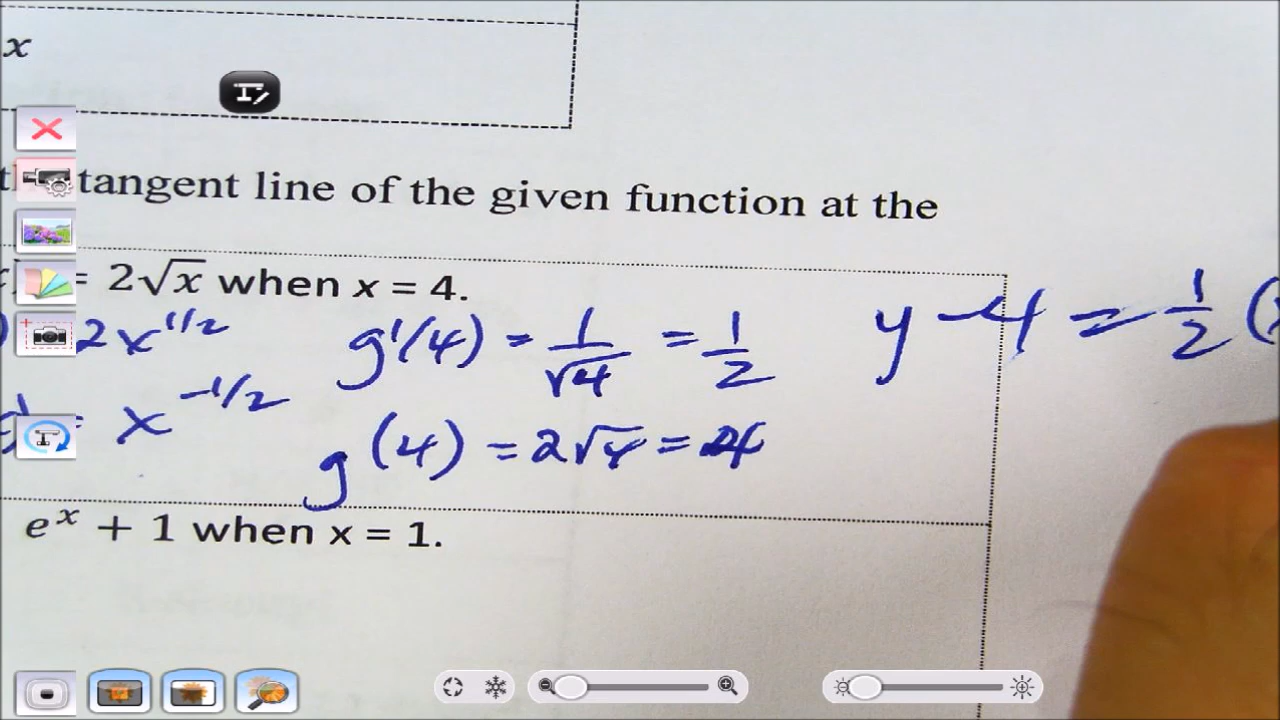 x
tangent line of the given function at the
= 2√x when x = 4.
2x^1/2 g'(4) = 1/√4 = 1/2 y - 4 = 1/2 (
= x^-1/2
g(4) = 2√4 = 4
e^x + 1 when x = 1.